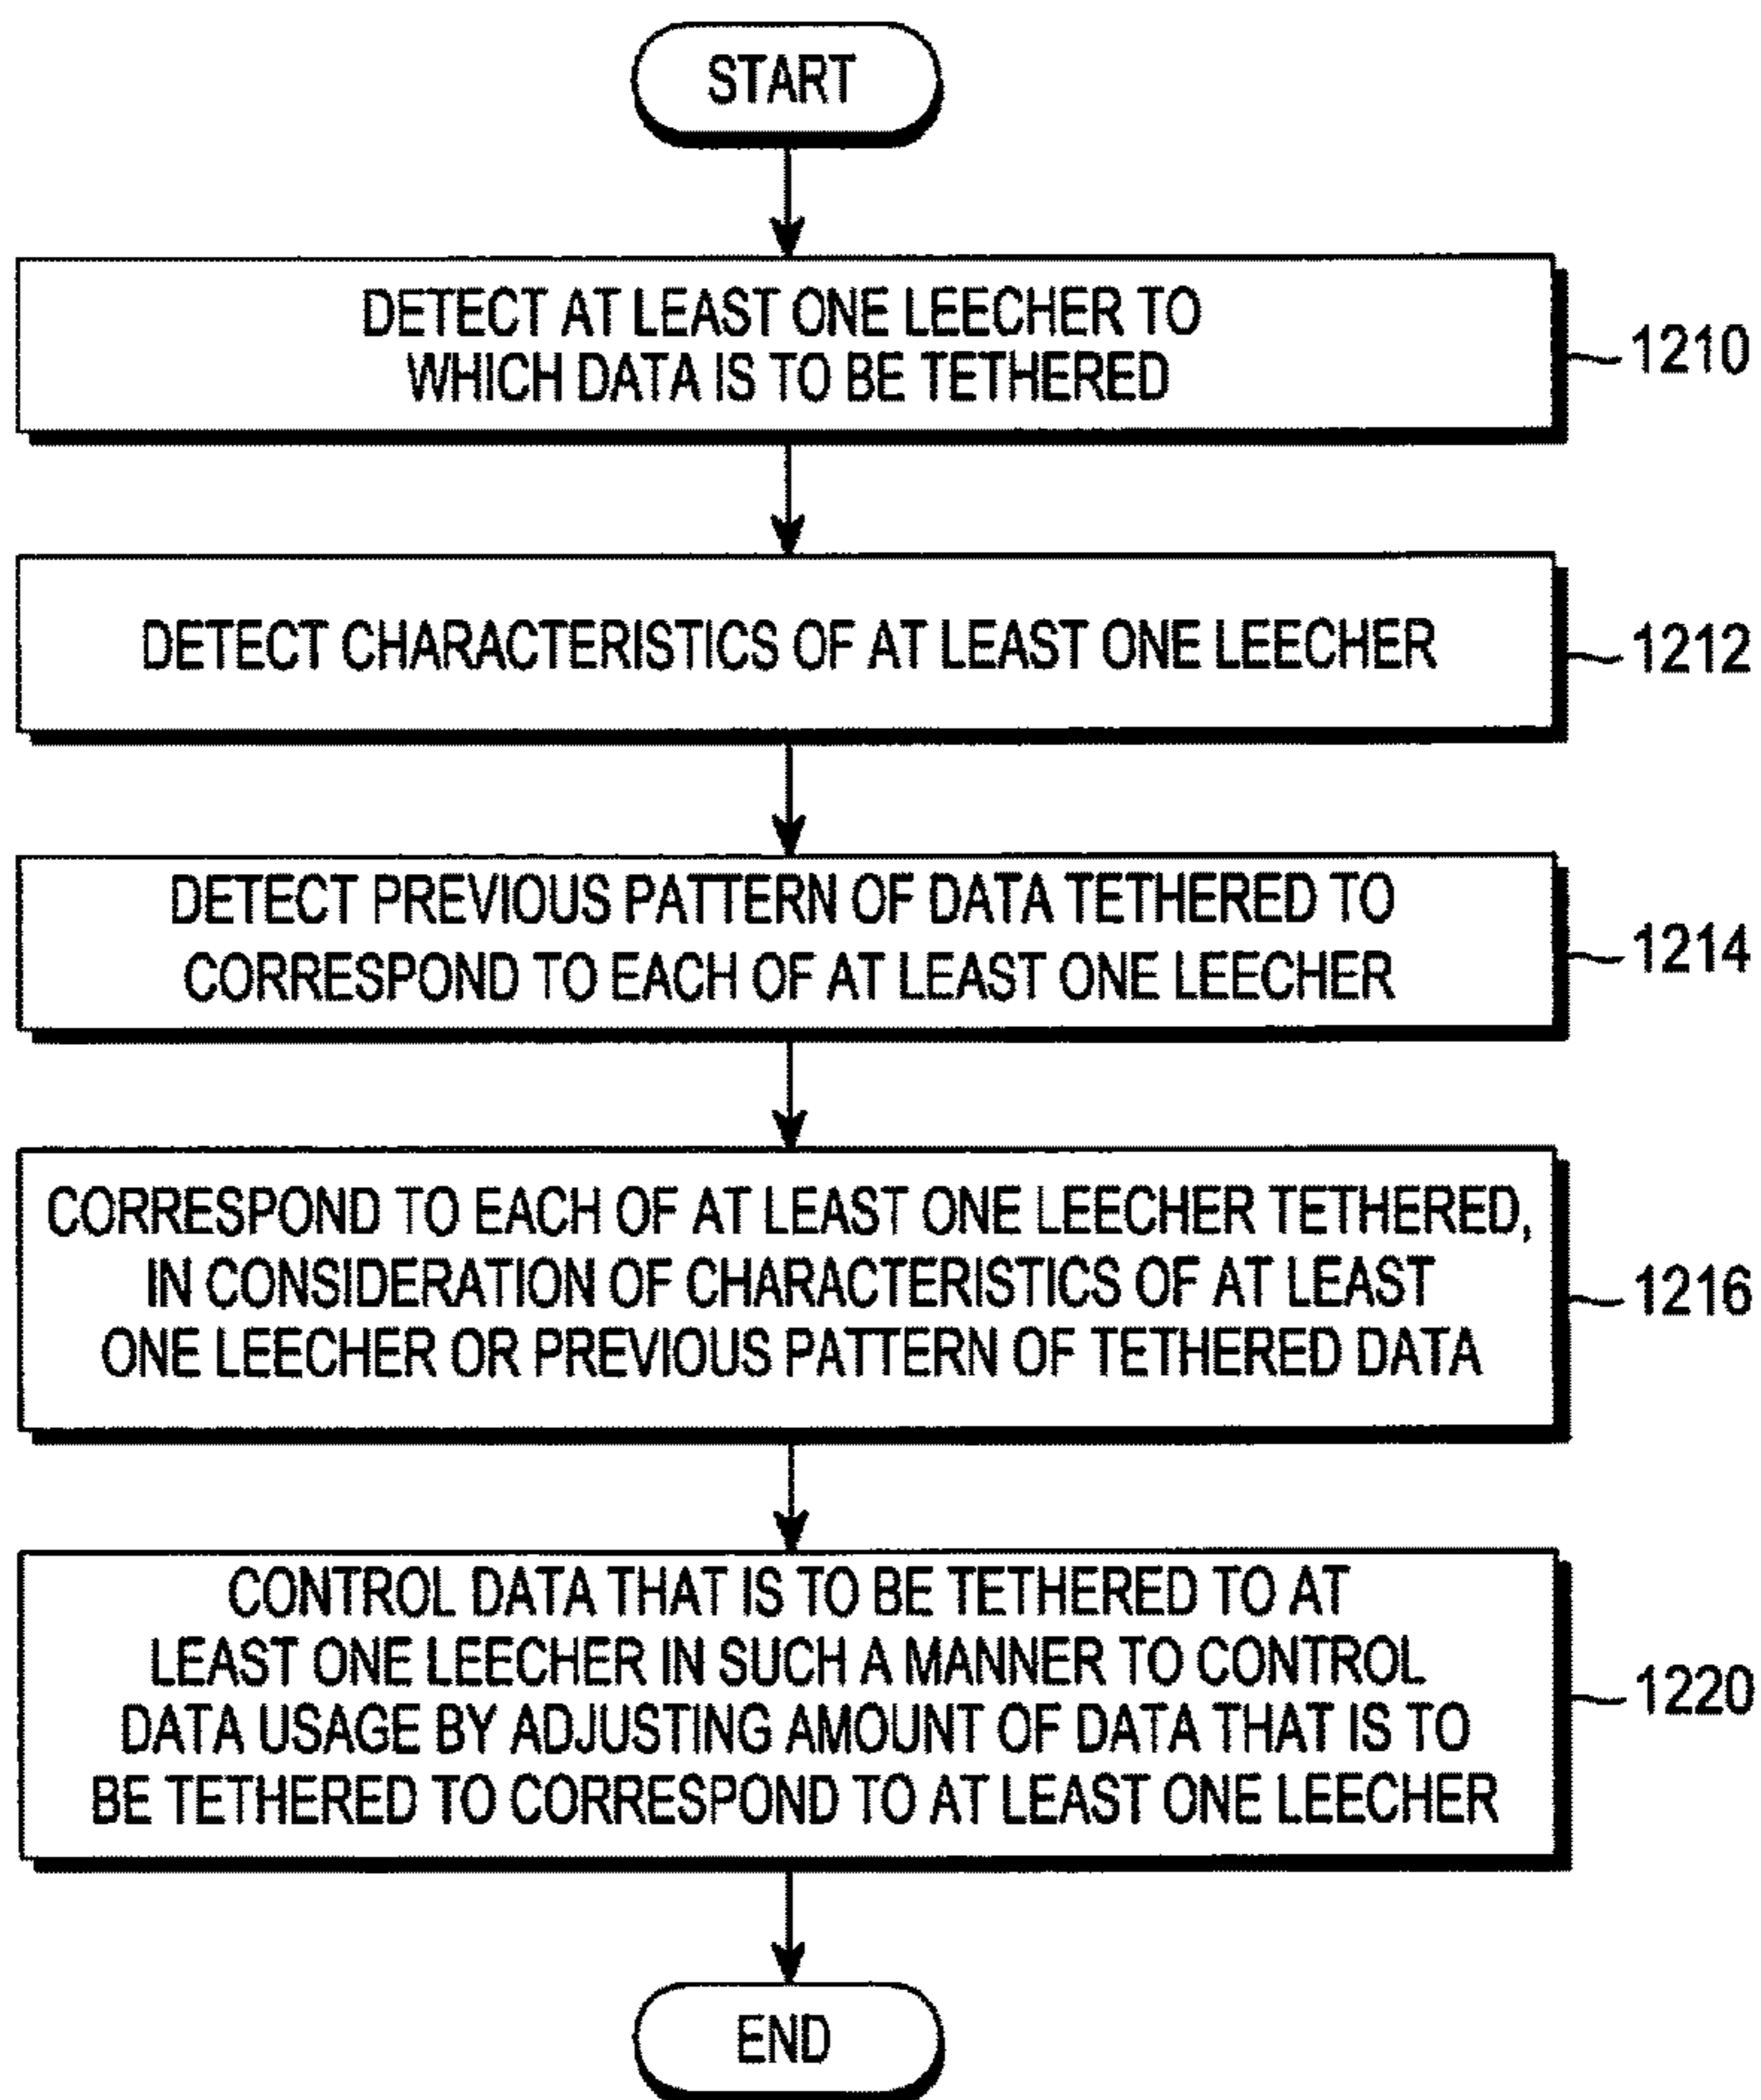 START
DETECT AT LEAST ONE LEECHER TO
WHICH DATA IS TO BE TETHERED
1210
DETECT CHARACTERISTICS OF AT LEAST ONE LEECHER
1212
DETECT PREVIOUS PATTERN OF DATA TETHERED TO
CORRESPOND TO EACH OF AT LEAST ONE LEECHER
1214
CORRESPOND TO EACH OF AT LEAST ONE LEECHER TETHERED,
IN CONSIDERATION OF CHARACTERISTICS OF AT LEAST
ONE LEECHER OR PREVIOUS PATTERN OF TETHERED DATA
1216
CONTROL DATA THAT IS TO BE TETHERED TO AT
LEAST ONE LEECHER IN SUCH A MANNER TO CONTROL
DATA USAGE BY ADJUSTING AMOUNT OF DATA THAT IS TO
BE TETHERED TO CORRESPOND TO AT LEAST ONE LEECHER
1220
END